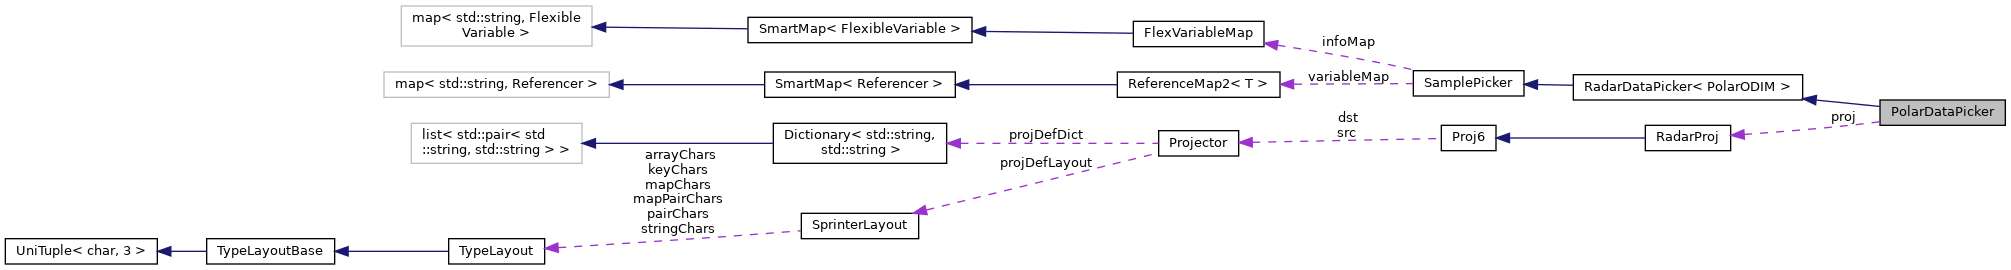 map< std::string, Flexible
Variable >
SmartMap< FlexibleVariable >
FlexVariableMap
infoMap
map< std::string, Referencer >
SmartMap< Referencer >
ReferenceMap2< T >
variableMap
SamplePicker
RadarDataPicker< PolarODIM >
PolarDataPicker
list< std::pair< std
::string, std::string > >
Dictionary< std::string,
std::string >
projDefDict
Projector
dst
src
Proj6
RadarProj
proj
projDefLayout
arrayChars
keyChars
mapChars
mapPairChars
pairChars
stringChars
SprinterLayout
UniTuple< char, 3 >
TypeLayoutBase
TypeLayout